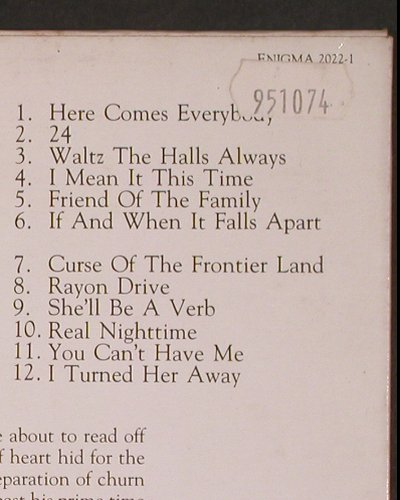 ENIGMA 2022-1
951074
1. Here Comes Everybody
2. 24
3. Waltz The Halls Always
4. I Mean It This Time
5. Friend Of The Family
6. If And When It Falls Apart
7. Curse Of The Frontier Land
8. Rayon Drive
9. She'll Be A Verb
10. Real Nighttime
11. You Can't Have Me
12. I Turned Her Away
about to read off
heart hid for the
eparation of churn
his prime time